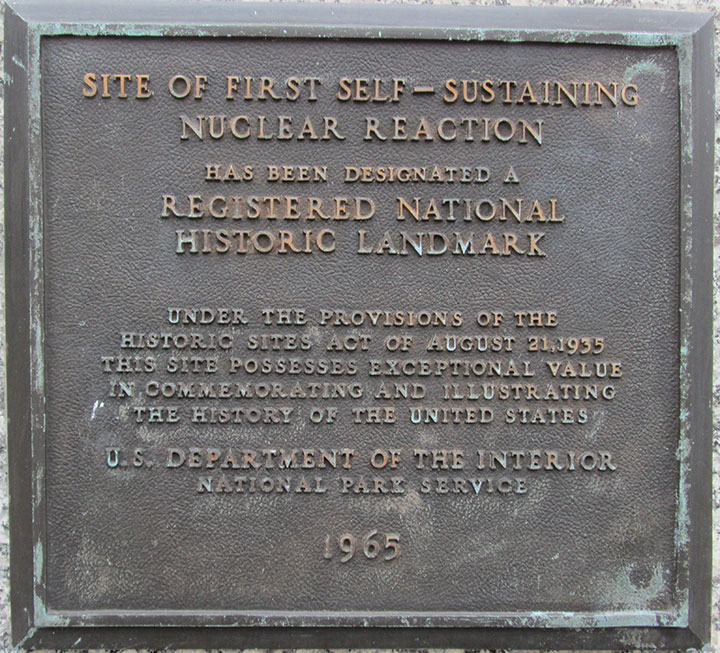 SITE OF FIRST SELF-SUSTAINING
NUCLEAR REACTION
HAS BEEN DESIGNATED A
REGISTERED NATIONAL
HISTORIC LANDMARK
UNDER THE PROVISIONS OF THE
HISTORIC SITES ACT OF AUGUST 21, 1935
THIS SITE POSSESSES EXCEPTIONAL VALUE
IN COMMEMORATING AND ILLUSTRATING
THE HISTORY OF THE UNITED STATES
U.S. DEPARTMENT OF THE INTERIOR
NATIONAL PARK SERVICE
1965